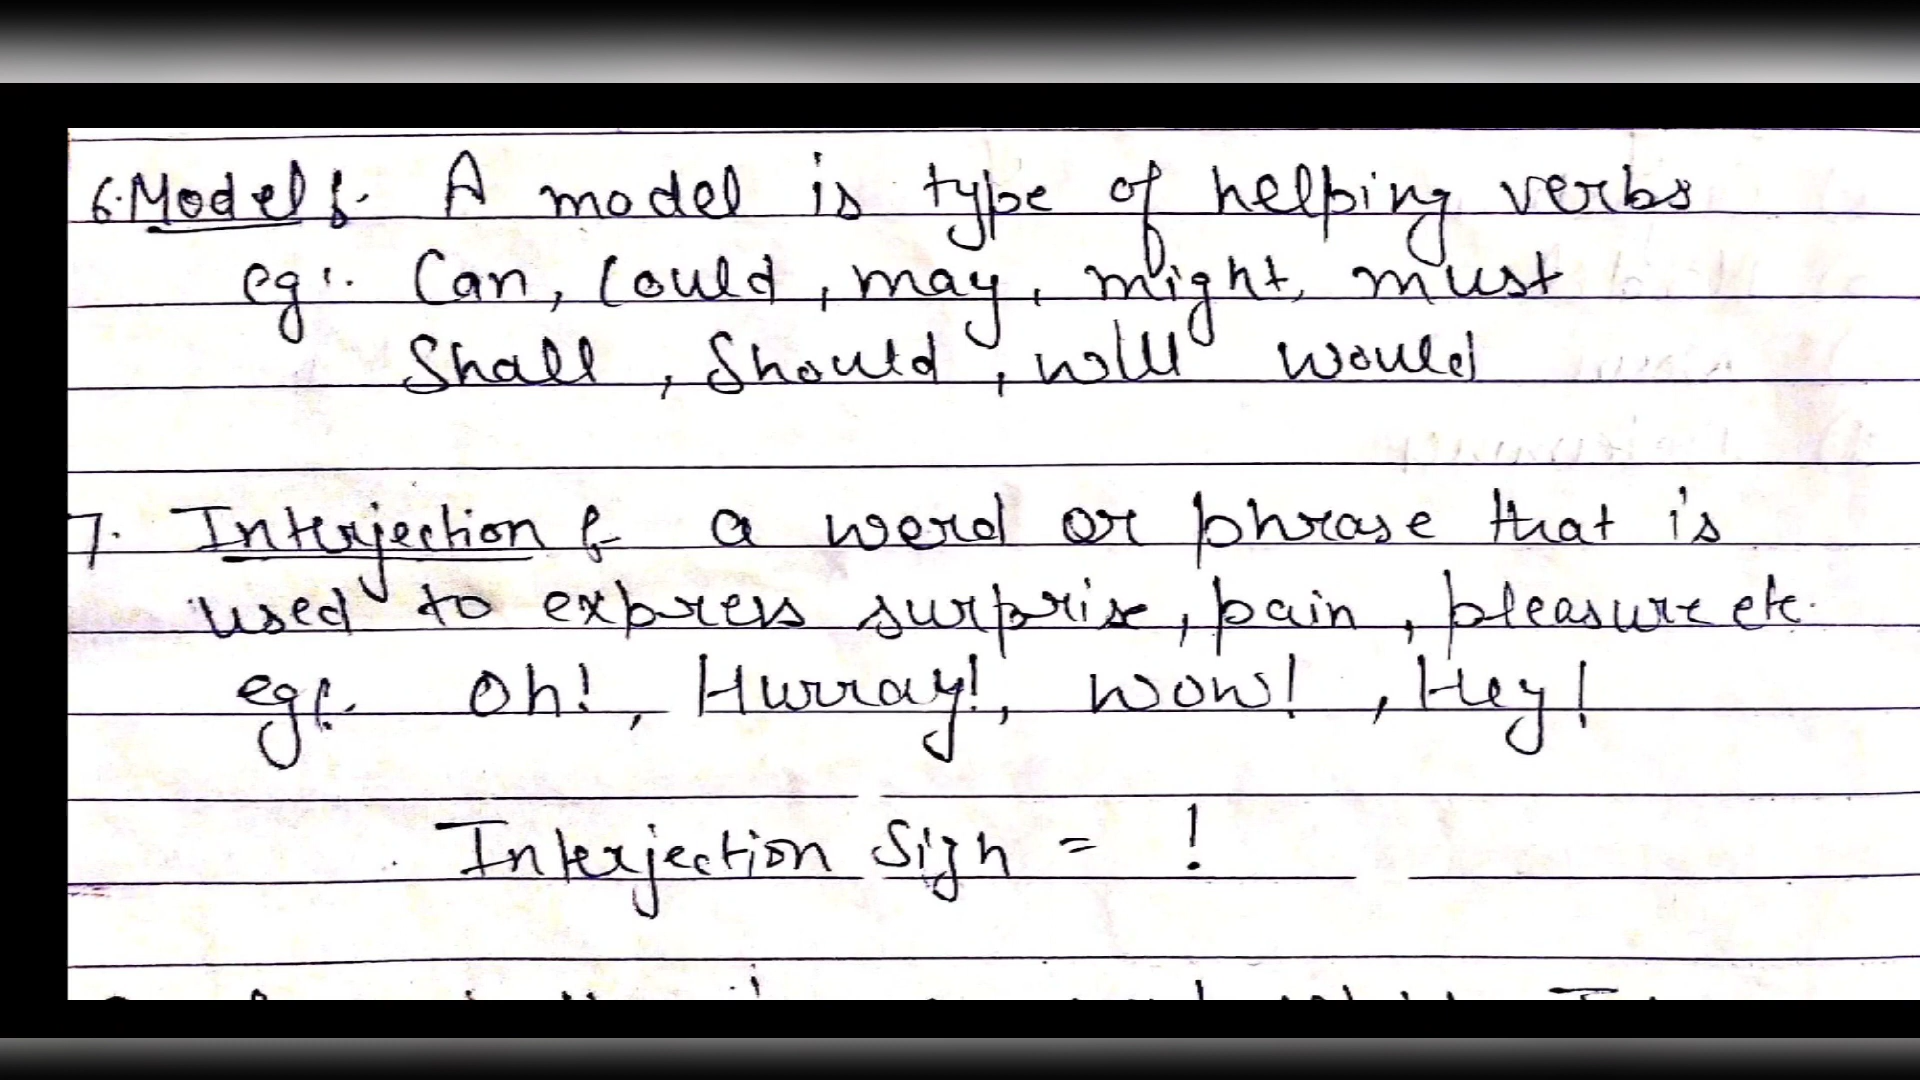 6. Model :- A model is type of helping verbs
eg :- Can, Could, may, might, must
Shall, Should, will would
7. Interjection :- a word or phrase that is
used to express surprise, pain, pleasure etc.
eg :- Oh!, Hurray!, wow!, Hey!
Interjection Sign = !